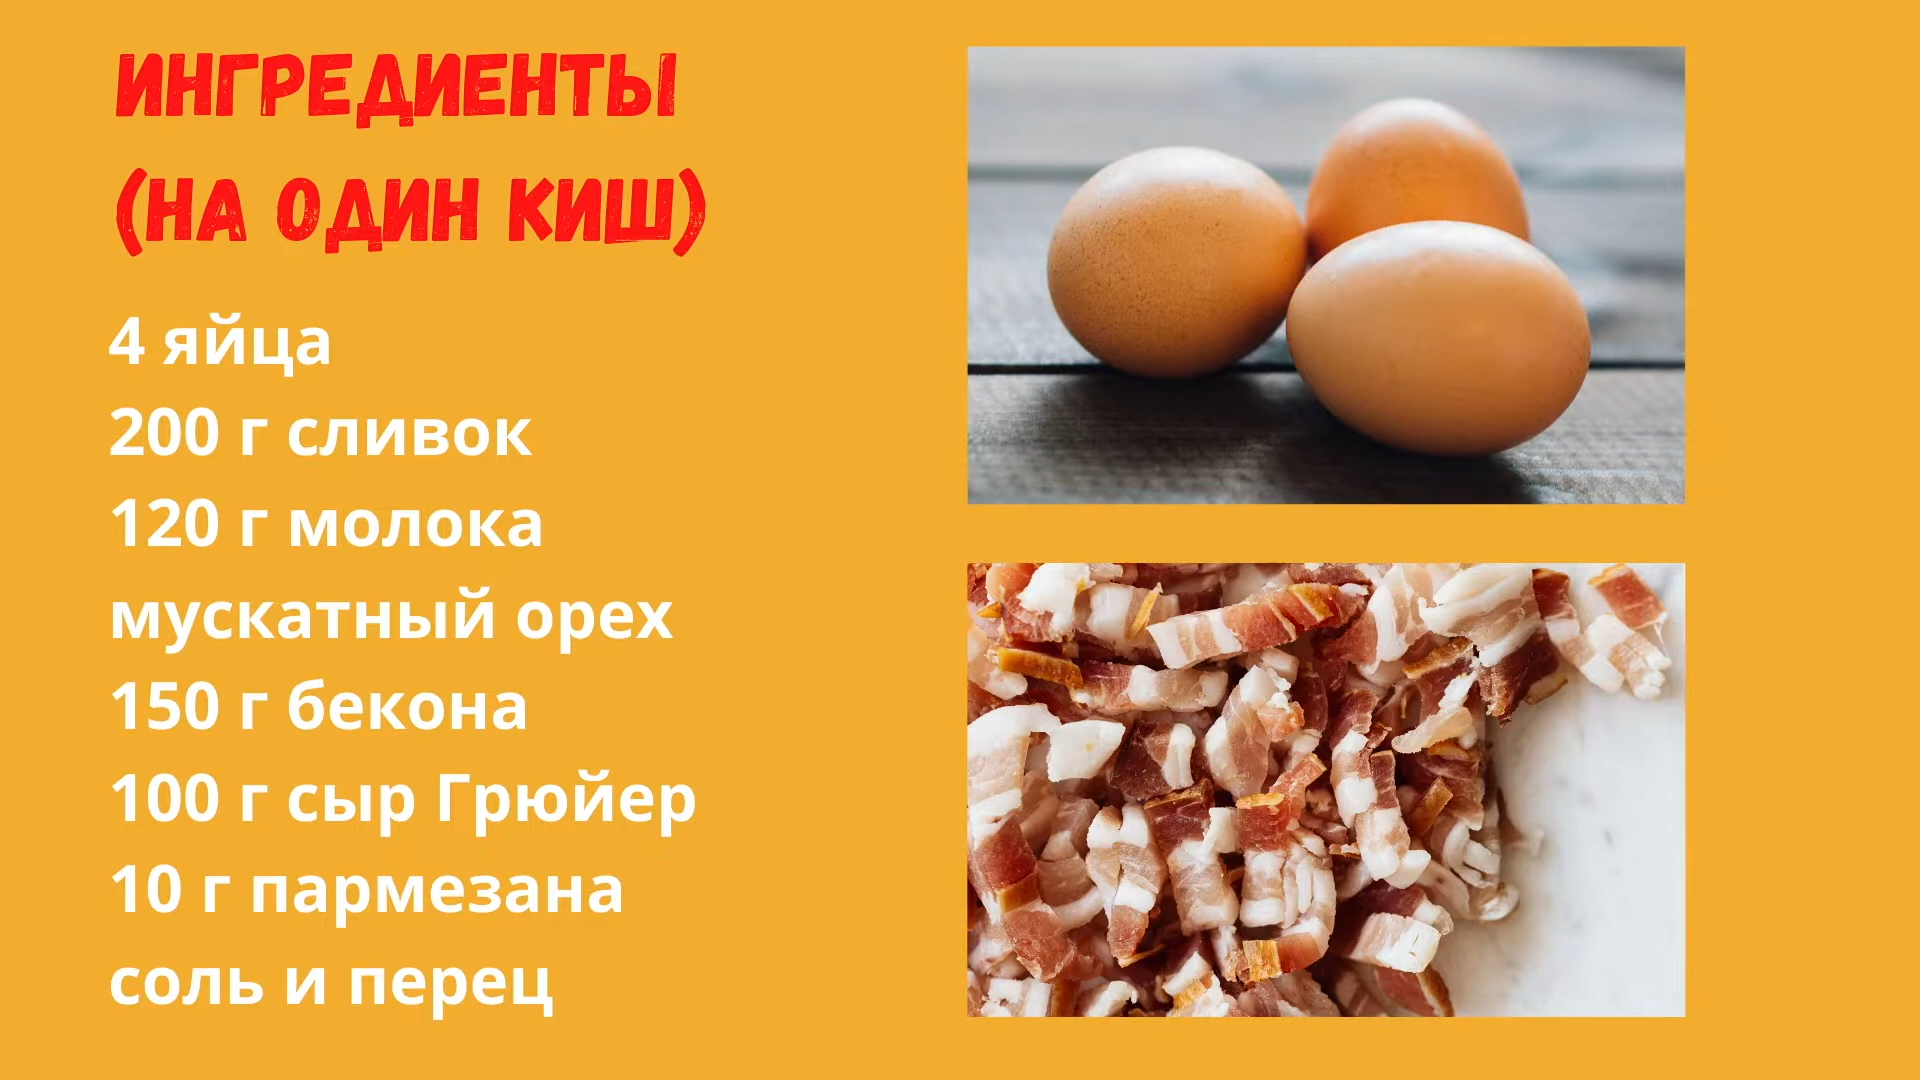 ИНГРЕДИЕНТЫ
(НА ОДИН КИШ)
4 яйца
200 г сливок
120 г молока
мускатный орех
150 г бекона
100 г сыр Грюйер
10 г пармезана
соль и перец